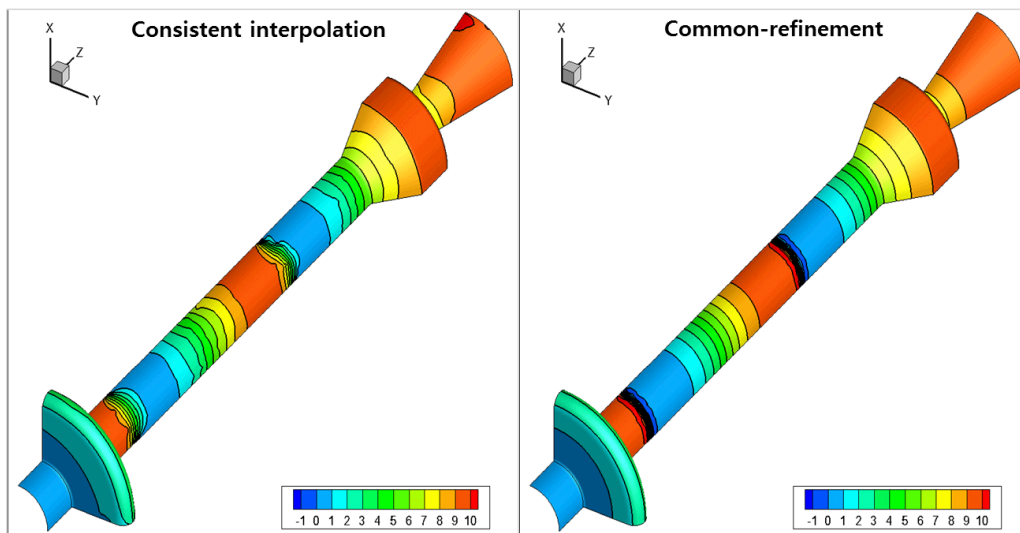 Consistent interpolation
X
Z
Y
-1 0 1 2 3 4 5 6 7 8 9 10
Common-refinement
X
Z
Y
-1 0 1 2 3 4 5 6 7 8 9 10